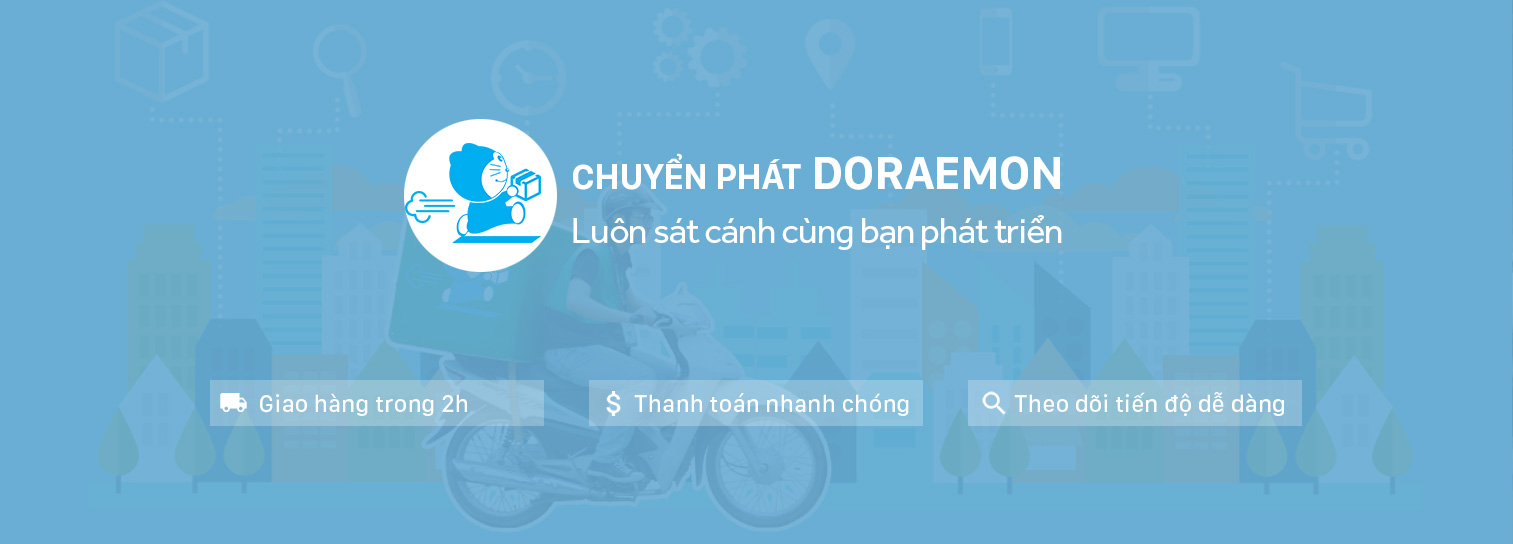 CHUYỂN PHÁT DORAEMON
Luôn sát cánh cùng bạn phát triển
Giao hàng trong 2h
Thanh toán nhanh chóng
Theo dõi tiến độ dễ dàng